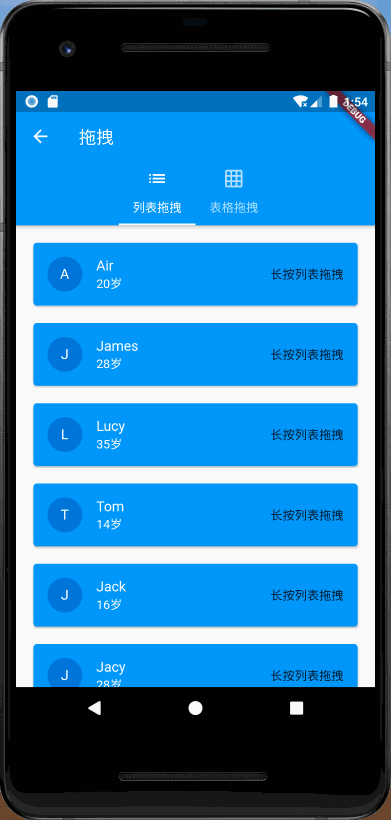 1:54
DEBUG
拖拽
列表拖拽
表格拖拽
A
Air
20岁
长按列表拖拽
J
James
28岁
长按列表拖拽
L
Lucy
35岁
长按列表拖拽
T
Tom
14岁
长按列表拖拽
J
Jack
16岁
长按列表拖拽
J
Jacy
28岁
长按列表拖拽